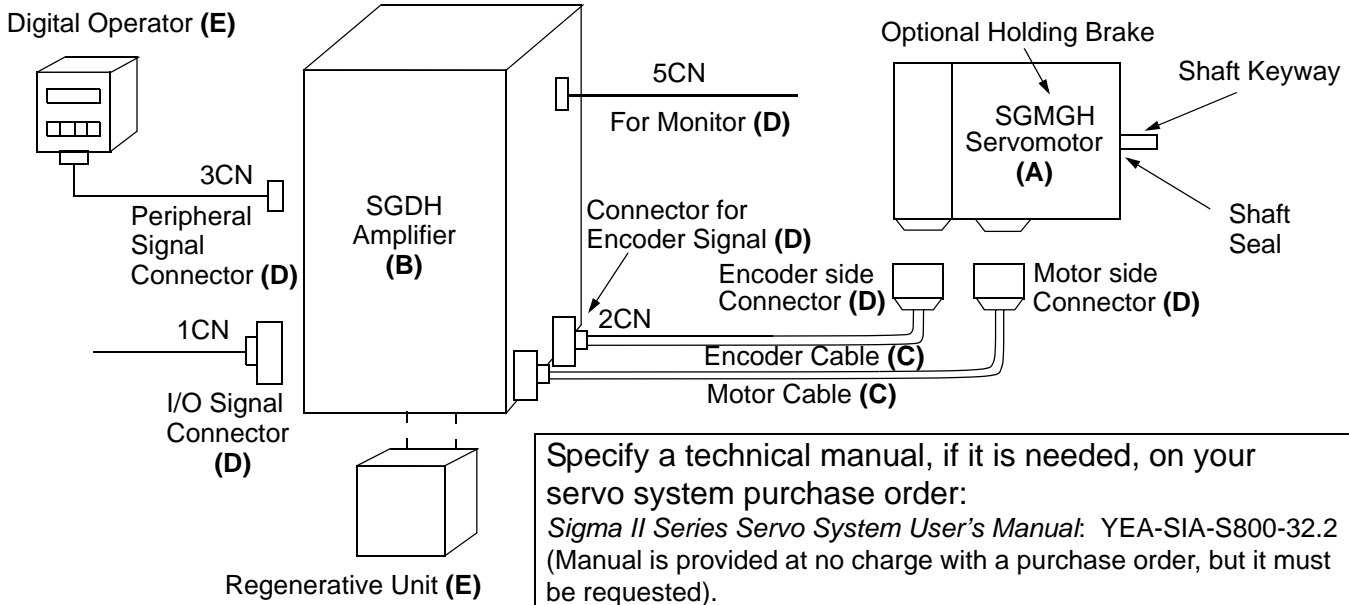 Digital Operator (E)
3CN
Peripheral
Signal
Connector (D)
1CN
I/O Signal
Connector
(D)
SGDH
Amplifier
(B)
Regenerative Unit (E)
5CN
For Monitor (D)
Connector for
Encoder Signal (D)
2CN
Encoder Cable (C)
Motor Cable (C)
Encoder side
Connector (D)
Motor side
Connector (D)
Optional Holding Brake
SGMGH
Servomotor
(A)
Shaft Keyway
Shaft
Seal
Specify a technical manual, if it is needed, on your
servo system purchase order:
Sigma II Series Servo System User's Manual: YEA-SIA-S800-32.2
(Manual is provided at no charge with a purchase order, but it must
be requested).